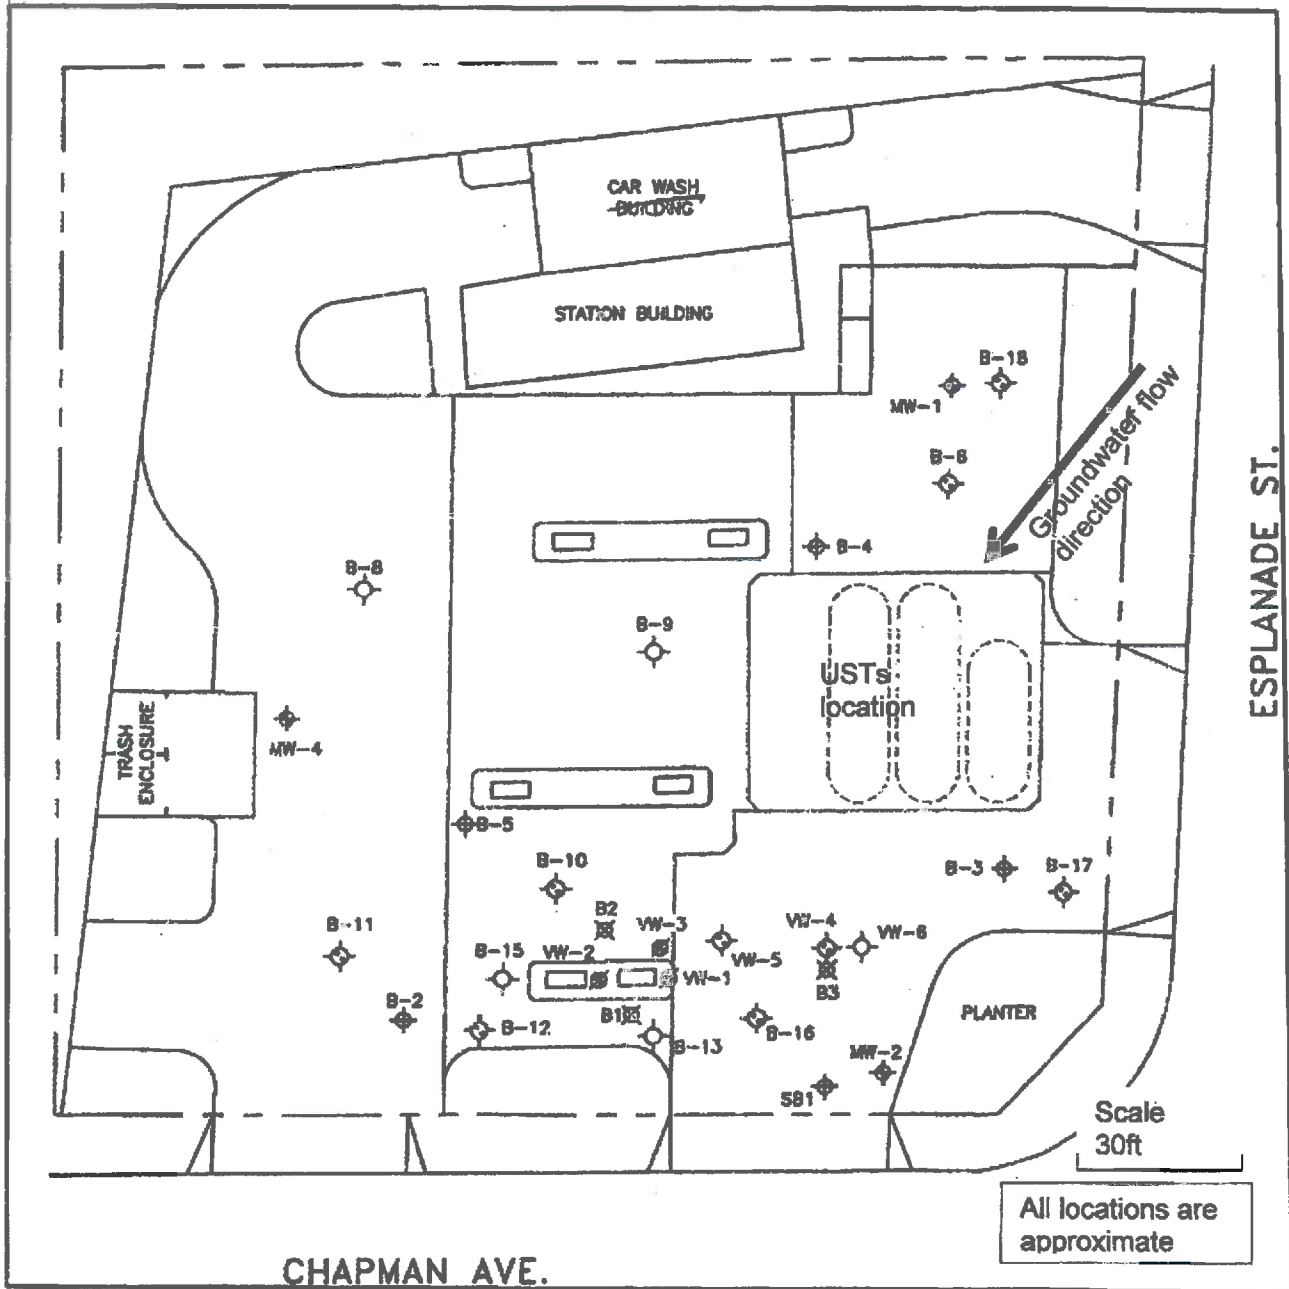 CAR WASH
BUILDING
STATION BUILDING
B-18
MW-1
B-6
Groundwater flow
direction
B-4
B-8
B-9
USTs
location
ESPLANADE ST.
TRASH
ENCLOSURE
MW-4
B-5
B-10
B-3
B-17
B2
VW-3
VW-4
VW-6
B-11
B-15
VW-2
VW-1
VW-5
B3
B-2
B-12
B1
B-13
B-16
PLANTER
MW-2
SB1
Scale
30ft
All locations are
approximate
CHAPMAN AVE.